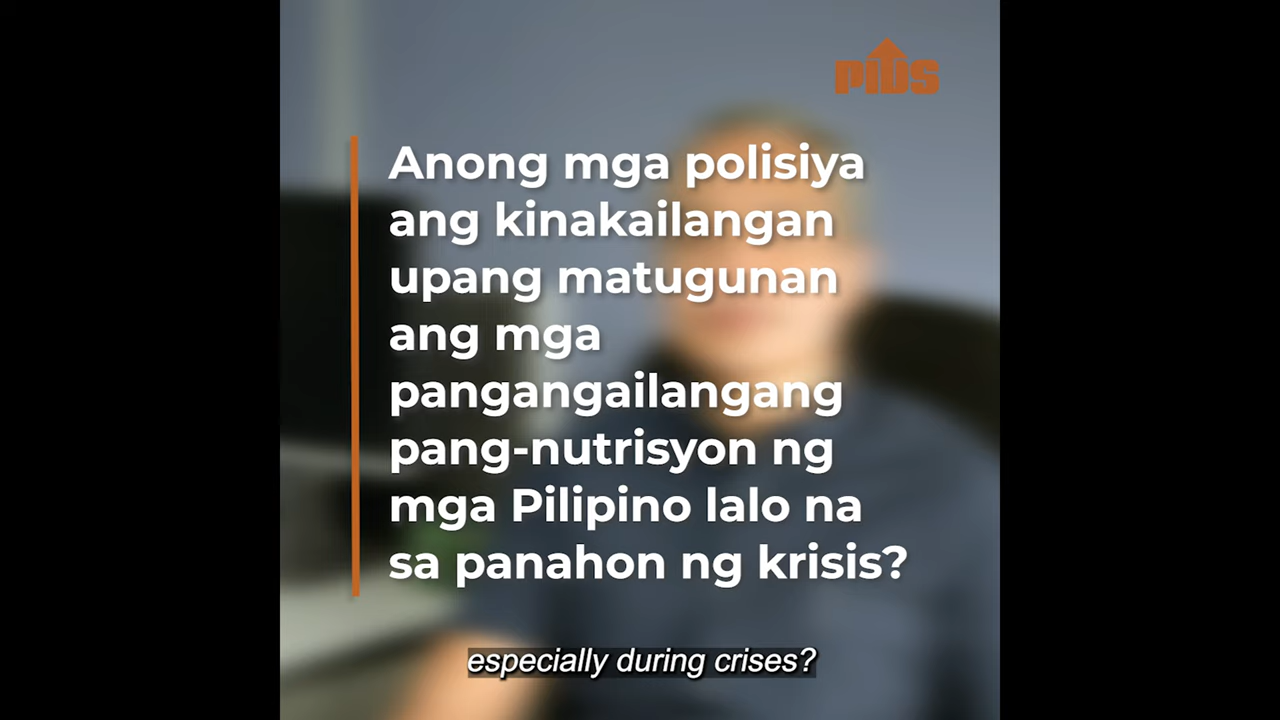 PIDS
Anong mga polisiya
ang kinakailangan
upang matugunan
ang mga
pangangailangang
pang-nutrisyon ng
mga Pilipino lalo na
sa panahon ng krisis?
especially during crises?